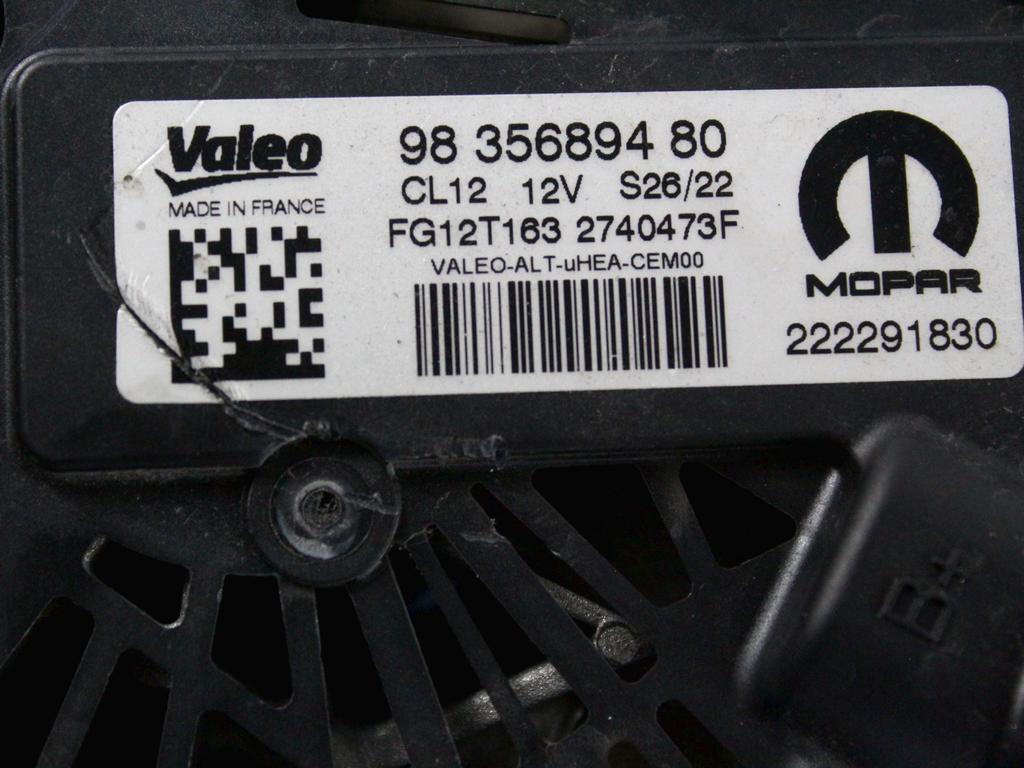 Valeo
MADE IN FRANCE
98 356894 80
CL12 12V S26/22
FG12T163 2740473F
VALEO-ALT-uHEA-CEM00
MOPAR
222291830
B+